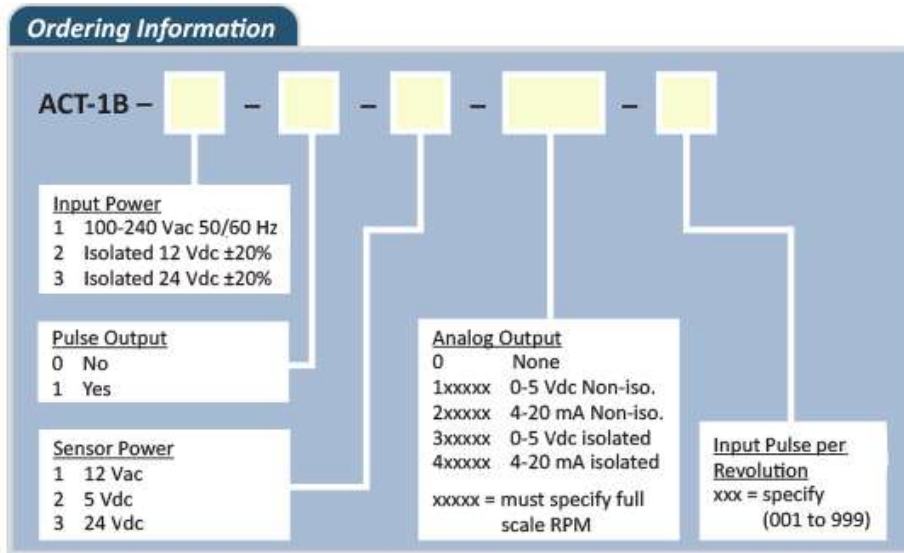 Ordering Information
ACT-1B – – – –
Input Power
1 100-240 Vac 50/60 Hz
2 Isolated 12 Vdc ±20%
3 Isolated 24 Vdc ±20%
Pulse Output
0 No
1 Yes
Sensor Power
1 12 Vac
2 5 Vdc
3 24 Vdc
Analog Output
0 None
1xxxxx 0-5 Vdc Non-iso.
2xxxxx 4-20 mA Non-iso.
3xxxxx 0-5 Vdc isolated
4xxxxx 4-20 mA isolated
xxxxx = must specify full
scale RPM
Input Pulse per
Revolution
xxx = specify
(001 to 999)